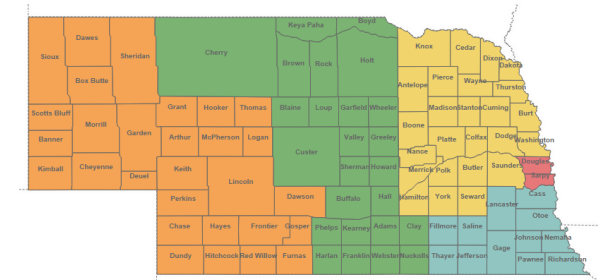 Keya Paha Boyd
Dawes Sheridan Cherry Knox Cedar Dixon
Sioux Brown Rock Holt Dakota
Box Butte Antelope Pierce Wayne Thurston
Scotts Bluff Morrill Garden Grant Hooker Thomas Blaine Loup Garfield Wheeler Madison Stanton Cuming Burt
Banner Arthur McPherson Logan Custer Valley Greeley Boone Platte Colfax Dodge Washington
Kimball Cheyenne Deuel Keith Lincoln Sherman Howard Nance Merrick Polk Butler Saunders Douglas Sarpy
Perkins Dawson Buffalo Hall Hamilton York Seward Lancaster Cass
Otoe
Chase Hayes Frontier Gosper Phelps Kearney Adams Clay Fillmore Saline Gage Johnson Nemaha
Dundy Hitchcock Red Willow Furnas Harlan Franklin Webster Nuckolls Thayer Jefferson Pawnee Richardson